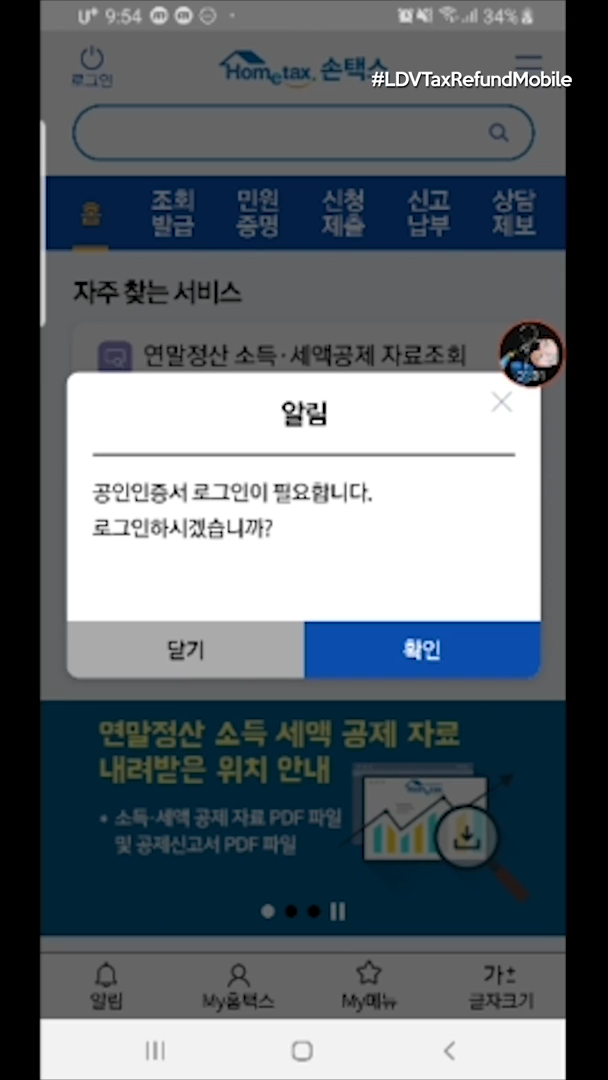 U+ 9:54
34%
로그인
Hometax. 손택스
#LDVTaxRefundMobile
홈
조회
발급
민원
증명
신청
제출
신고
납부
상담
제보
자주 찾는 서비스
연말정산 소득·세액공제 자료조회
알림
공인인증서 로그인이 필요합니다.
로그인하시겠습니까?
닫기
확인
연말정산 소득 세액 공제 자료
내려받은 위치 안내
• 소득·세액 공제 자료 PDF 파일
및 공제신고서 PDF 파일
알림
My홈택스
My메뉴
가±
글자크기